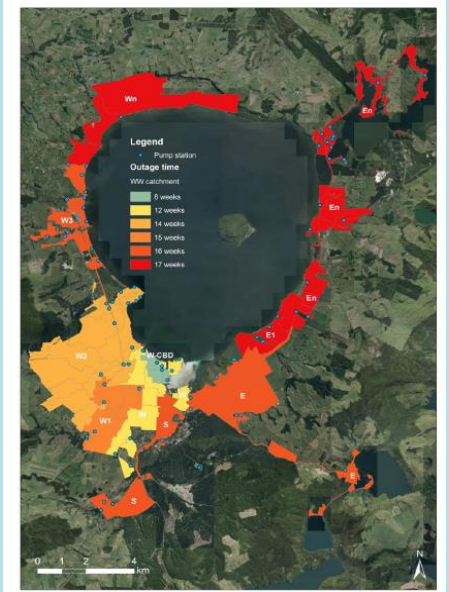 Wn
En
Legend
Pump station
Outage time
WW catchment
6 weeks
12 weeks
14 weeks
15 weeks
16 weeks
17 weeks
En
W3
En
E1
W-CBD
W2
E
W1
W
S
E
S
0 1 2 4
km
N